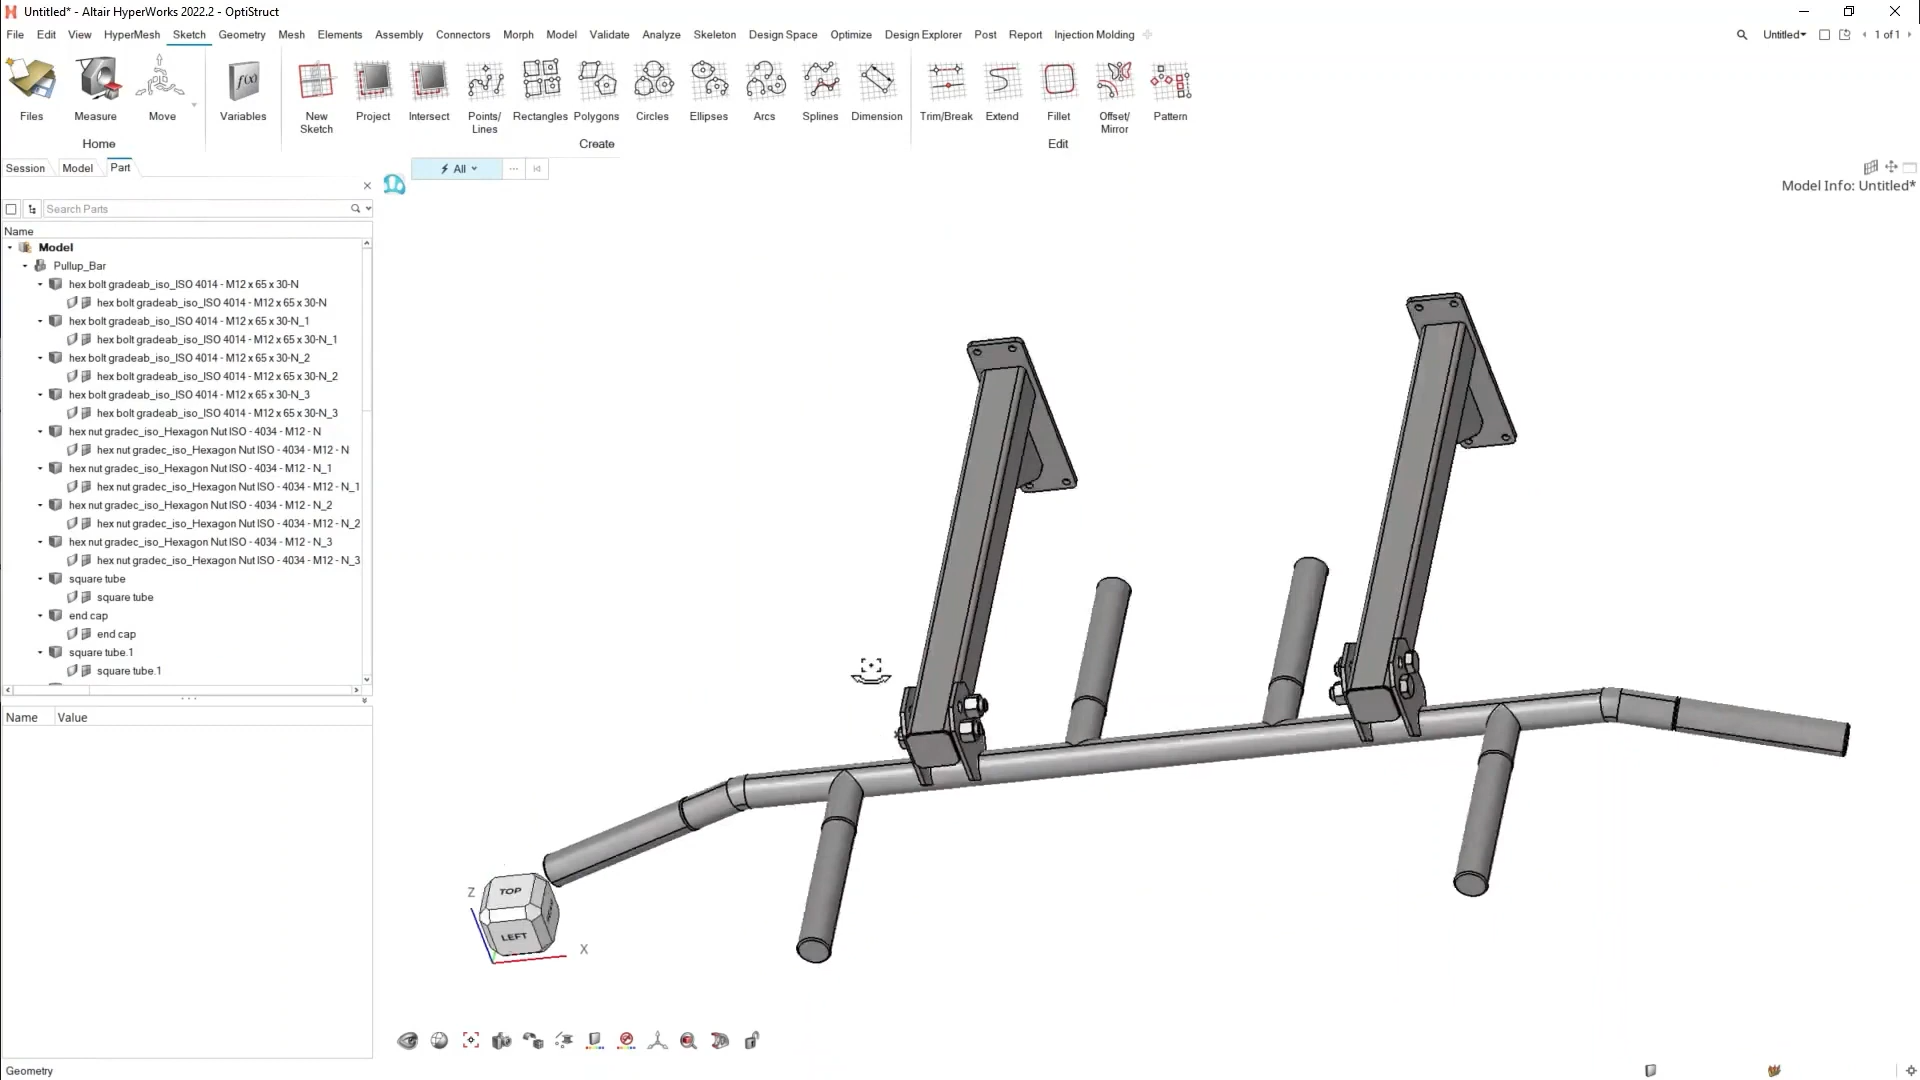 Untitled* - Altair HyperWorks 2022.2 - OptiStruct
File Edit View HyperMesh Sketch Geometry Mesh Elements Assembly Connectors Morph Model Validate Analyze Skeleton Design Space Optimize Design Explorer Post Report Injection Molding
Untitled 1 of 1
f(x)
Files Measure Move Variables New Sketch Project Intersect Points/ Lines Rectangles Polygons Circles Ellipses Arcs Splines Dimension Trim/Break Extend Fillet Offset/ Mirror Pattern
Home Create Edit
Session Model Part
All
Model Info: Untitled*
Search Parts
Name
Model
Pullup_Bar
hex bolt gradeab_iso_ISO 4014 - M12 x 65 x 30-N
hex bolt gradeab_iso_ISO 4014 - M12 x 65 x 30-N
hex bolt gradeab_iso_ISO 4014 - M12 x 65 x 30-N_1
hex bolt gradeab_iso_ISO 4014 - M12 x 65 x 30-N_1
hex bolt gradeab_iso_ISO 4014 - M12 x 65 x 30-N_2
hex bolt gradeab_iso_ISO 4014 - M12 x 65 x 30-N_2
hex bolt gradeab_iso_ISO 4014 - M12 x 65 x 30-N_3
hex bolt gradeab_iso_ISO 4014 - M12 x 65 x 30-N_3
hex nut gradec_iso_Hexagon Nut ISO - 4034 - M12 - N
hex nut gradec_iso_Hexagon Nut ISO - 4034 - M12 - N
hex nut gradec_iso_Hexagon Nut ISO - 4034 - M12 - N_1
hex nut gradec_iso_Hexagon Nut ISO - 4034 - M12 - N_1
hex nut gradec_iso_Hexagon Nut ISO - 4034 - M12 - N_2
hex nut gradec_iso_Hexagon Nut ISO - 4034 - M12 - N_2
hex nut gradec_iso_Hexagon Nut ISO - 4034 - M12 - N_3
hex nut gradec_iso_Hexagon Nut ISO - 4034 - M12 - N_3
square tube
square tube
end cap
end cap
square tube.1
square tube.1
Name Value
Z
TOP
LEFT
X
Geometry